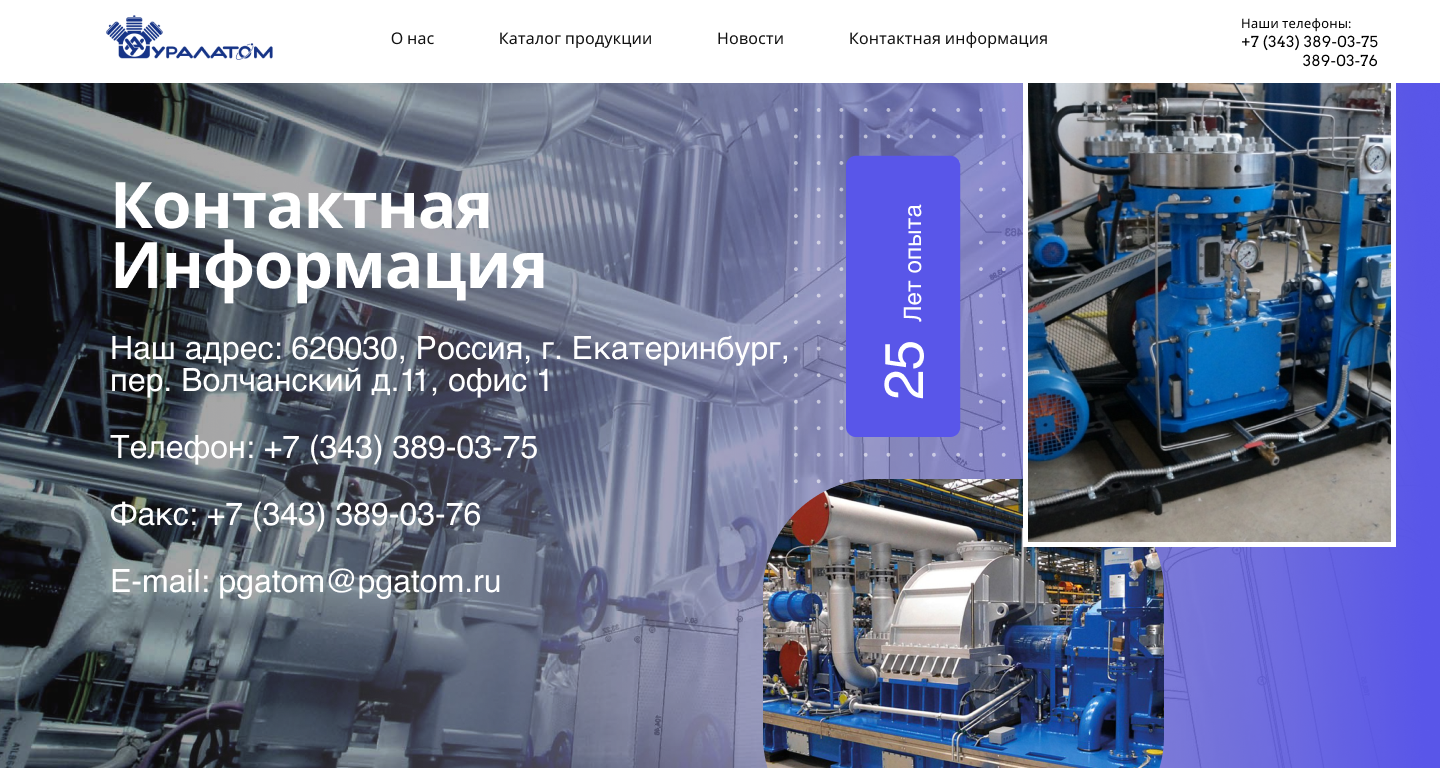 УРАЛАТОМ
О нас
Каталог продукции
Новости
Контактная информация
Наши телефоны:
+7 (343) 389-03-75
389-03-76
Контактная
Информация
Наш адрес: 620030, Россия, г. Екатеринбург,
пер. Волчанский д.11, офис 1
Телефон: +7 (343) 389-03-75
Факс: +7 (343) 389-03-76
E-mail: pgatom@pgatom.ru
25 Лет опыта